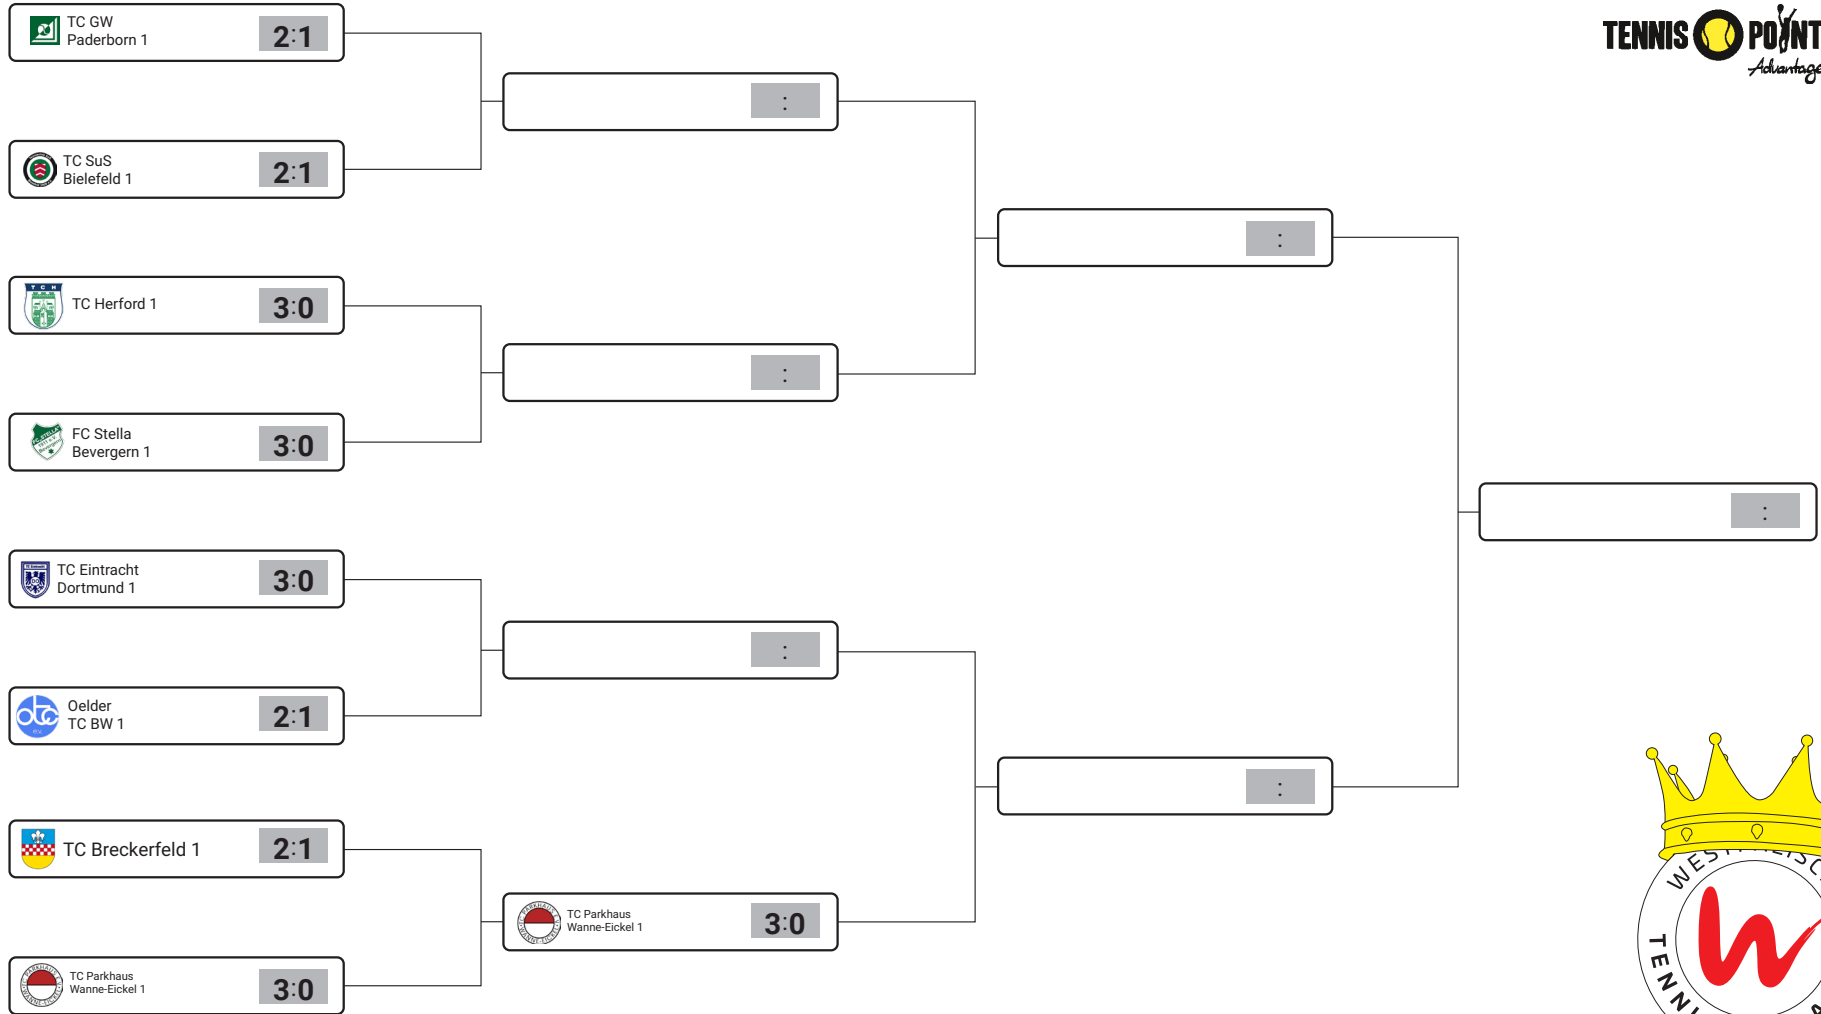 TC GW
Paderborn 1
2:1
TENNIS POINT
Advantage
:
TC SuS
Bielefeld 1
2:1
:
TCH
TC Herford 1
3:0
:
FC Stella
Bevergern 1
3:0
:
TC Eintracht
Dortmund 1
3:0
:
otc
Oelder
TC BW 1
2:1
:
TC Breckerfeld 1
2:1
TC Parkhaus
Wanne-Eickel 1
3:0
TC Parkhaus
Wanne-Eickel 1
3:0